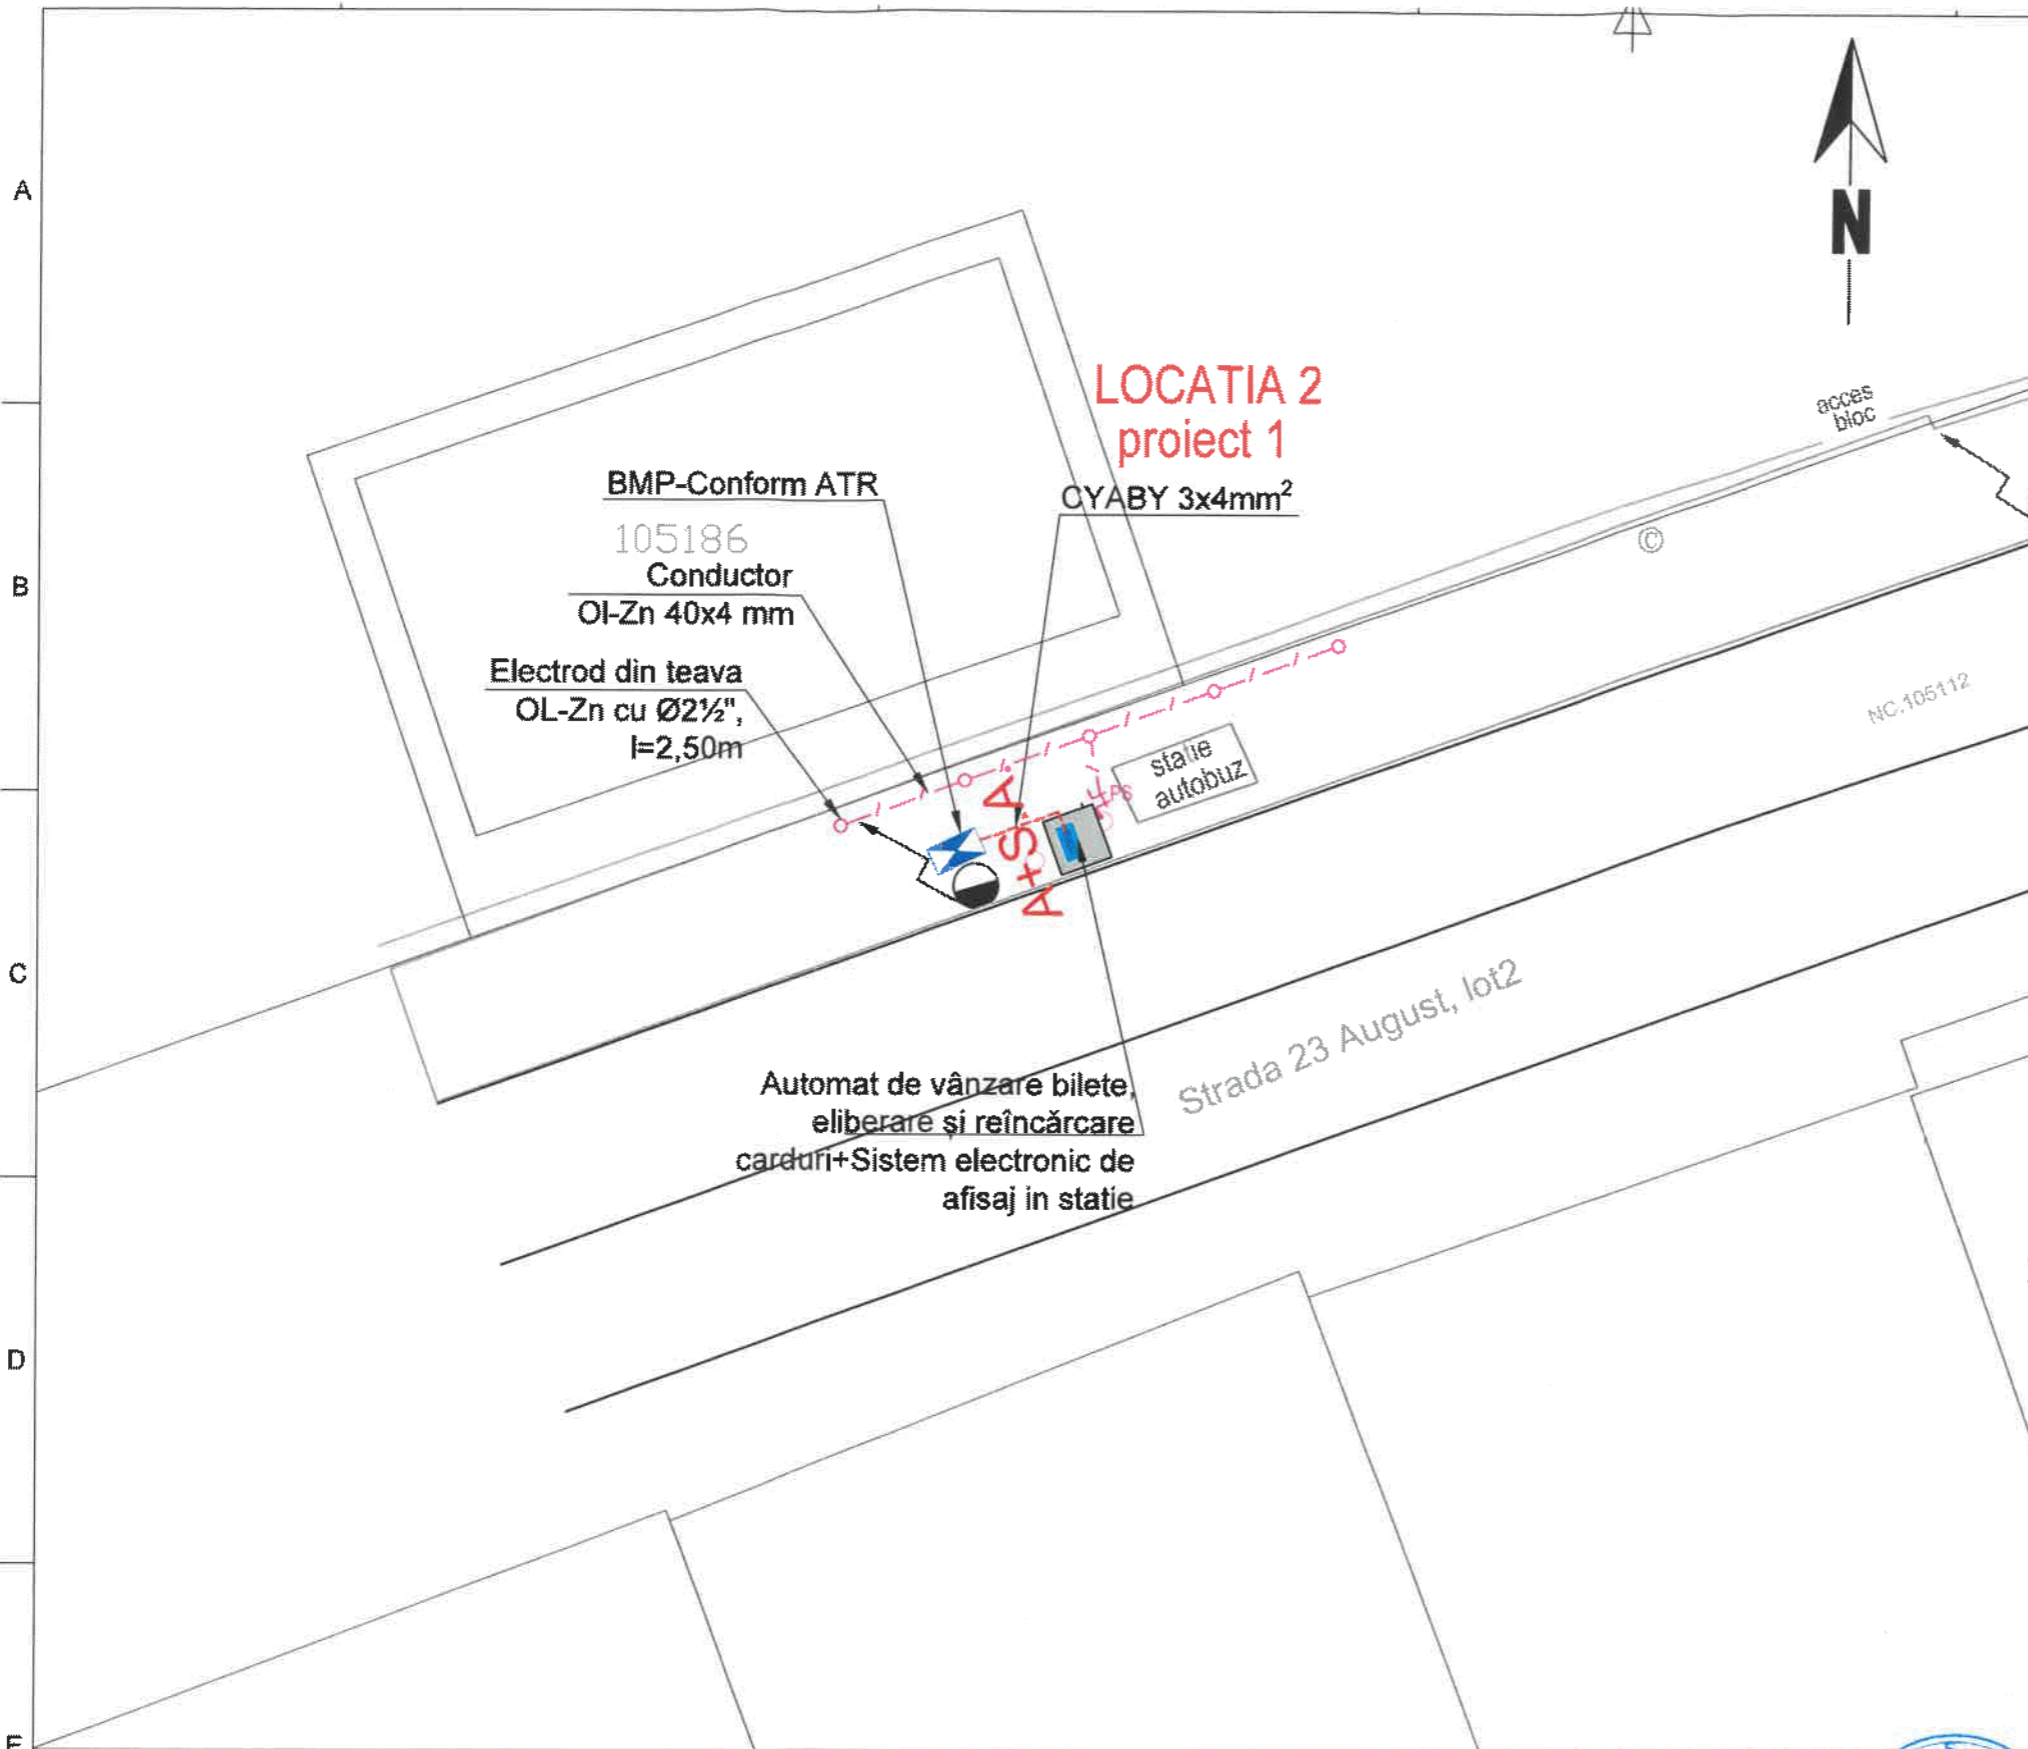 A
N
LOCATIA 2
proiect 1
acces
bloc
BMP-Conform ATR
CYABY 3x4mm²
105186
©
B
Conductor
Ol-Zn 40x4 mm
Electrod din teava
OL-Zn cu Ø2½",
l=2,50m
NC.105112
statie
autobuz
A+S A
C
Strada 23 August, lot2
Automat de vânzare bilete,
eliberare și reîncărcare
carduri+Sistem electronic de
afisaj in statie
D
E